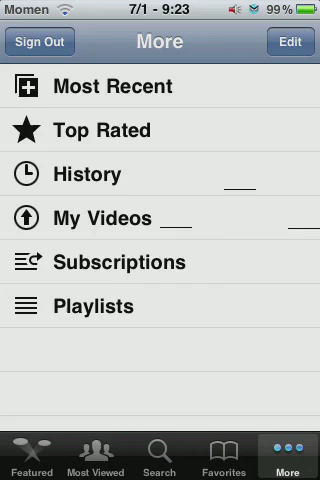 Momen 7/1 - 9:23 99%
Sign Out More Edit
Most Recent
Top Rated
History
My Videos
Subscriptions
Playlists
Featured Most Viewed Search Favorites More